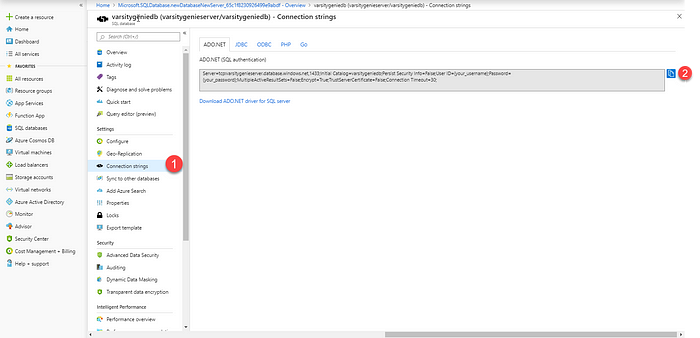 Create a resource
Home
Dashboard
All services
FAVORITES
All resources
Resource groups
App Services
Function App
SQL databases
Azure Cosmos DB
Virtual machines
Load balancers
Storage accounts
Virtual networks
Azure Active Directory
Monitor
Advisor
Security Center
Cost Management + Billing
Help + support
Home > Microsoft.SQLDatabase.newDatabaseNewServer_65c1f8230926499e9abdf - Overview > varsitygeniedb (varsitygenieserver/varsitygeniedb) - Connection strings
varsitygeniedb (varsitygenieserver/varsitygeniedb) - Connection strings
SQL database
Search (Ctrl+/)
Overview
Activity log
Tags
Diagnose and solve problems
Quick start
Query editor (preview)
Settings
Configure
Geo-Replication
Connection strings
1
Sync to other databases
Add Azure Search
Properties
Locks
Export template
Security
Advanced Data Security
Auditing
Dynamic Data Masking
Transparent data encryption
Intelligent Performance
Performance overview
ADO.NET JDBC ODBC PHP Go
ADO.NET (SQL authentication)
Server=tcp:varsitygenieserver.database.windows.net,1433;Initial Catalog=varsitygeniedb;Persist Security Info=False;User ID={your_username};Password=
{your_password};MultipleActiveResultSets=False;Encrypt=True;TrustServerCertificate=False;Connection Timeout=30;
2
Download ADO.NET driver for SQL server